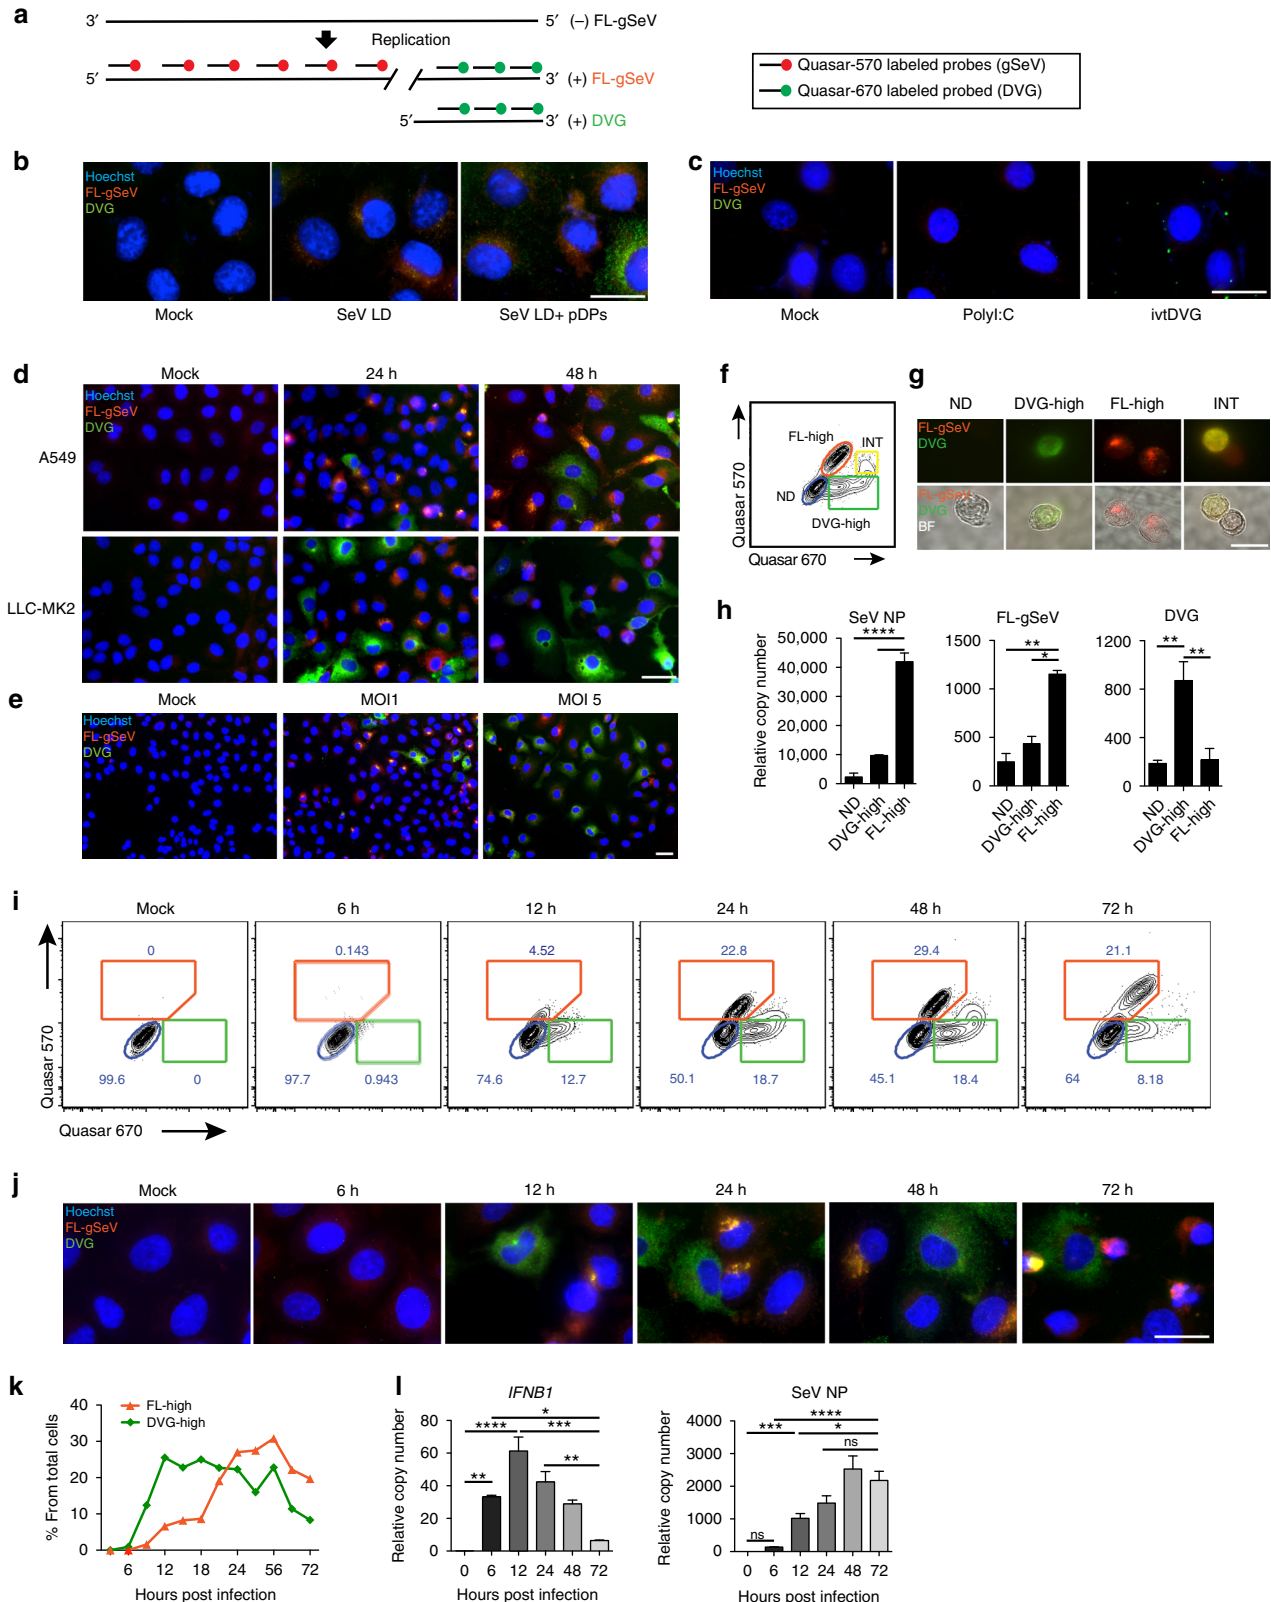 a
3′ 5′ (–) FL-gSeV
Replication
5′ 3′ (+) FL-gSeV
5′ 3′ (+) DVG
Quasar-570 labeled probes (gSeV)
Quasar-670 labeled probed (DVG)
b
Hoechst
FL-gSeV
DVG
Mock SeV LD SeV LD+ pDPs
c
Hoechst
FL-gSeV
DVG
Mock PolyI:C ivtDVG
d
Mock 24 h 48 h
Hoechst
FL-gSeV
DVG
A549
LLC-MK2
e
Mock MOI1 MOI 5
Hoechst
FL-gSeV
DVG
f
Quasar 570
FL-high
INT
ND
DVG-high
Quasar 670
g
ND DVG-high FL-high INT
FL-gSeV
DVG
FL-gSeV
DVG
BF
h
Relative copy number
SeV NP
50,000
40,000
30,000
20,000
10,000
0
****
ND
DVG-high
FL-high
FL-gSeV
1500
1000
500
0
**
*
ND
DVG-high
FL-high
DVG
1200
800
400
0
**
**
ND
DVG-high
FL-high
i
Mock 6 h 12 h 24 h 48 h 72 h
Quasar 570
0 0.143 4.52 22.8 29.4 21.1
99.6 0 97.7 0.943 74.6 12.7 50.1 18.7 45.1 18.4 64 8.18
Quasar 670
j
Mock 6 h 12 h 24 h 48 h 72 h
Hoechst
FL-gSeV
DVG
k
% From total cells
40
30
20
10
0
FL-high
DVG-high
6 12 18 24 56 72
Hours post infection
l
IFNB1
Relative copy number
80
60
40
20
0
*
**** ***
** **
0 6 12 24 48 72
Hours post infection
SeV NP
Relative copy number
4000
3000
2000
1000
0
****
*** *
ns
ns
0 6 12 24 48 72
Hours post infection